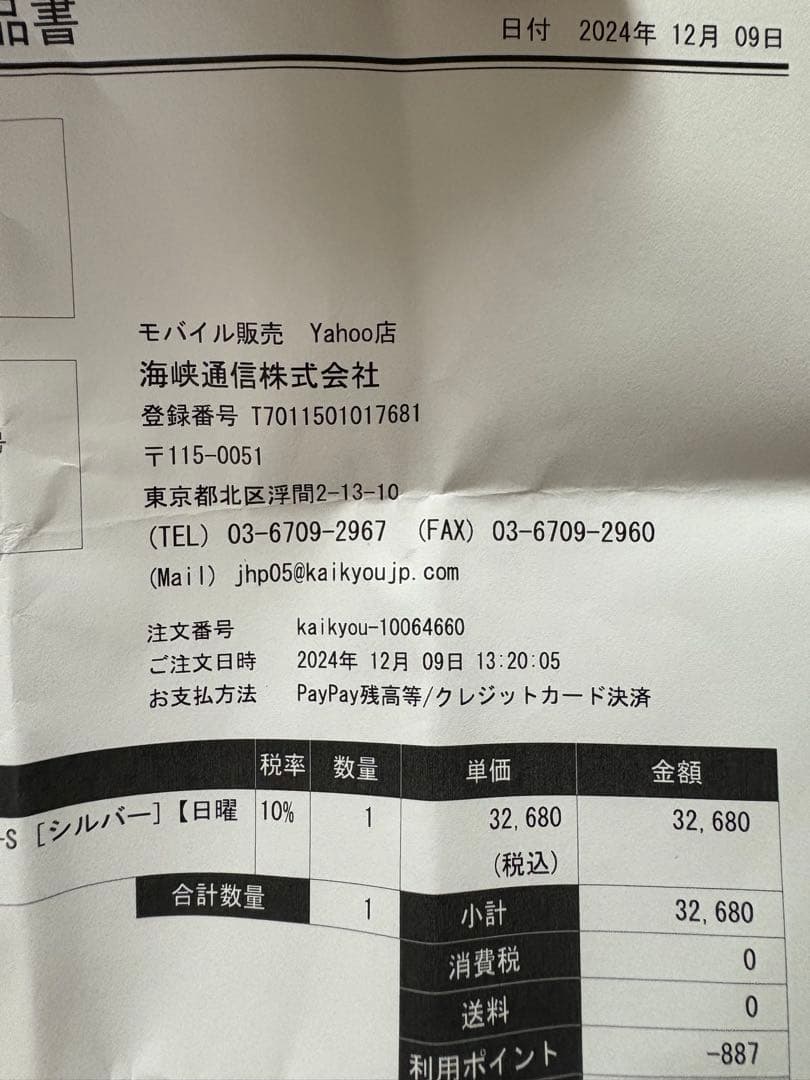 品書
日付 2024年 12月 09日
モバイル販売 Yahoo店
海峡通信株式会社
登録番号 T7011501017681
〒115-0051
東京都北区浮間2-13-10
(TEL) 03-6709-2967 (FAX) 03-6709-2960
(Mail) jhp05@kaikyoujp.com
注文番号 kaikyou-10064660
ご注文日時 2024年 12月 09日 13:20:05
お支払方法 PayPay残高等/クレジットカード決済
税率 数量 単価 金額
-S [シルバー]【日曜 10% 1 32,680 32,680
(税込)
合計数量 1 小計 32,680
消費税 0
送料 0
利用ポイント -887